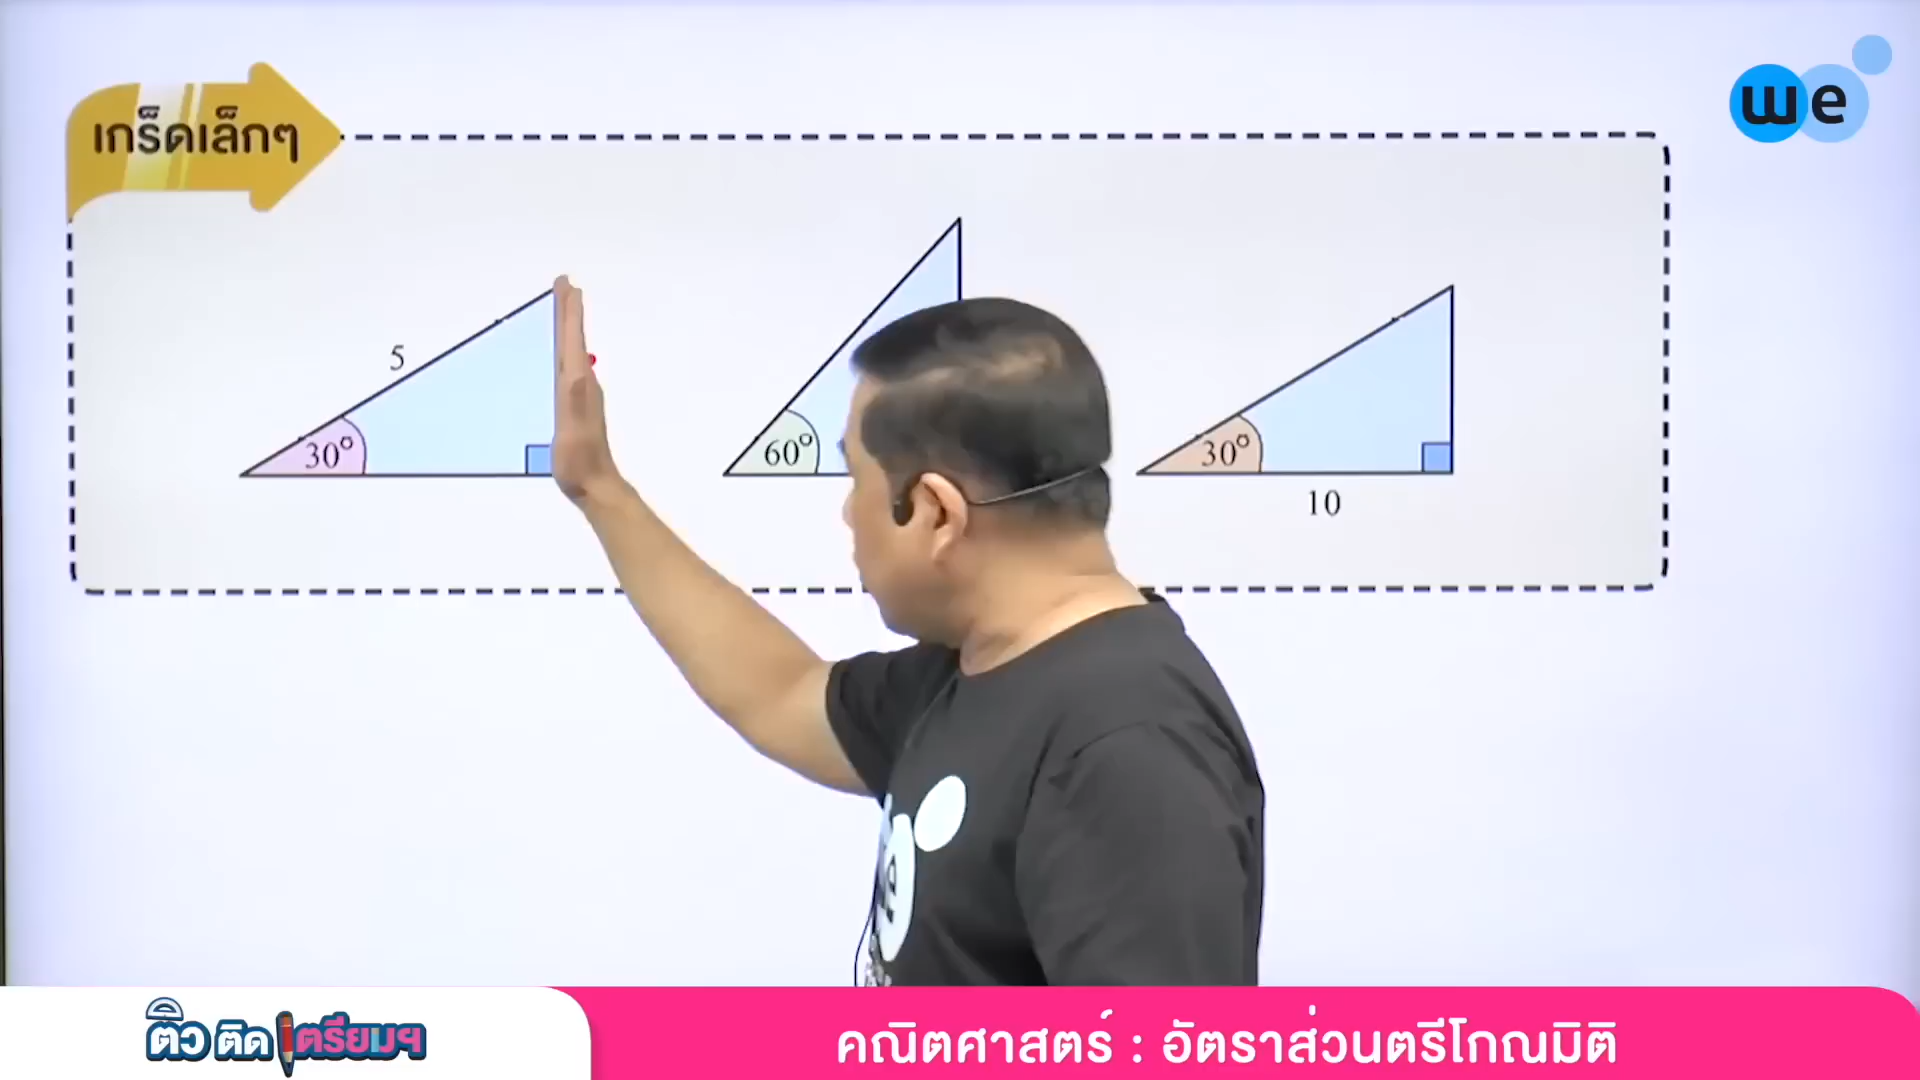 เกร็ดเล็กๆ
we
5
30°
60°
30°
10
ติว ติด เตรียมฯ
คณิตศาสตร์ : อัตราส่วนตรีโกณมิติ